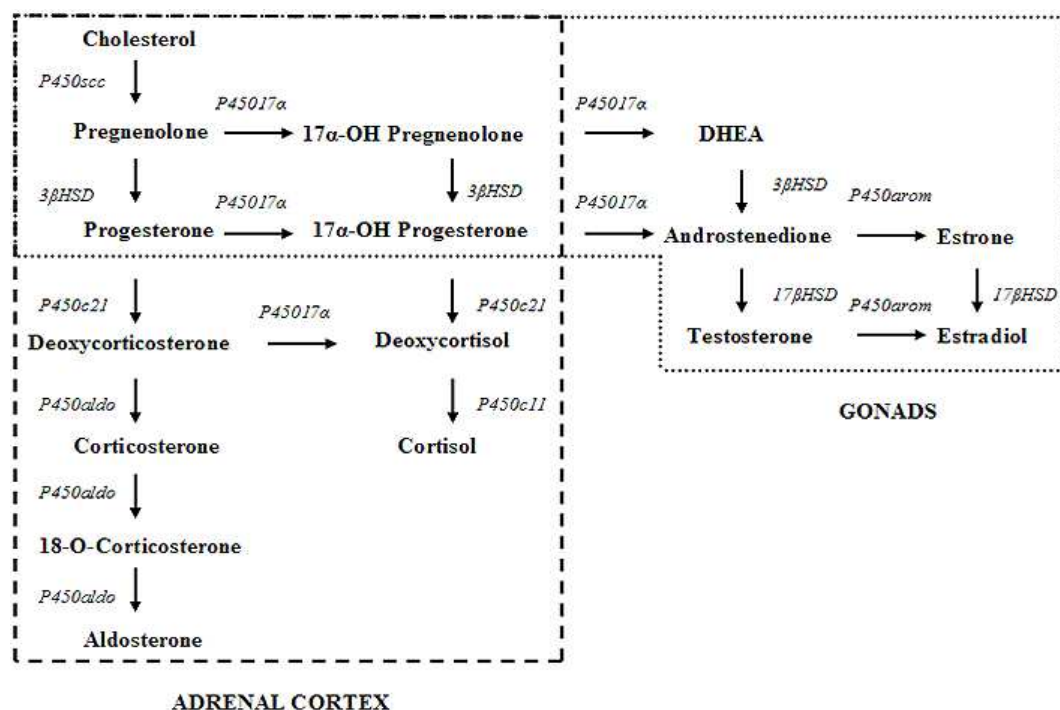 Cholesterol
P450scc
P45017α
P45017α
Pregnenolone
17α-OH Pregnenolone
DHEA
3βHSD
3βHSD
3βHSD
P450arom
P45017α
P45017α
Progesterone
17α-OH Progesterone
Androstenedione
Estrone
P450c21
P450c21
17βHSD
17βHSD
P45017α
P450arom
Deoxycorticosterone
Deoxycortisol
Testosterone
Estradiol
P450aldo
P450c11
GONADS
Corticosterone
Cortisol
P450aldo
18-O-Corticosterone
P450aldo
Aldosterone
ADRENAL CORTEX